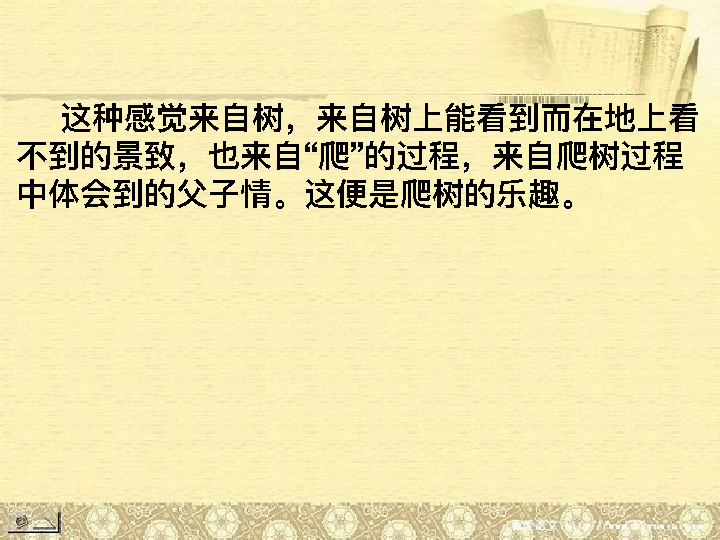 这种感觉来自树，来自树上能看到而在地上看
不到的景致，也来自“爬”的过程，来自爬树过程
中体会到的父子情。这便是爬树的乐趣。